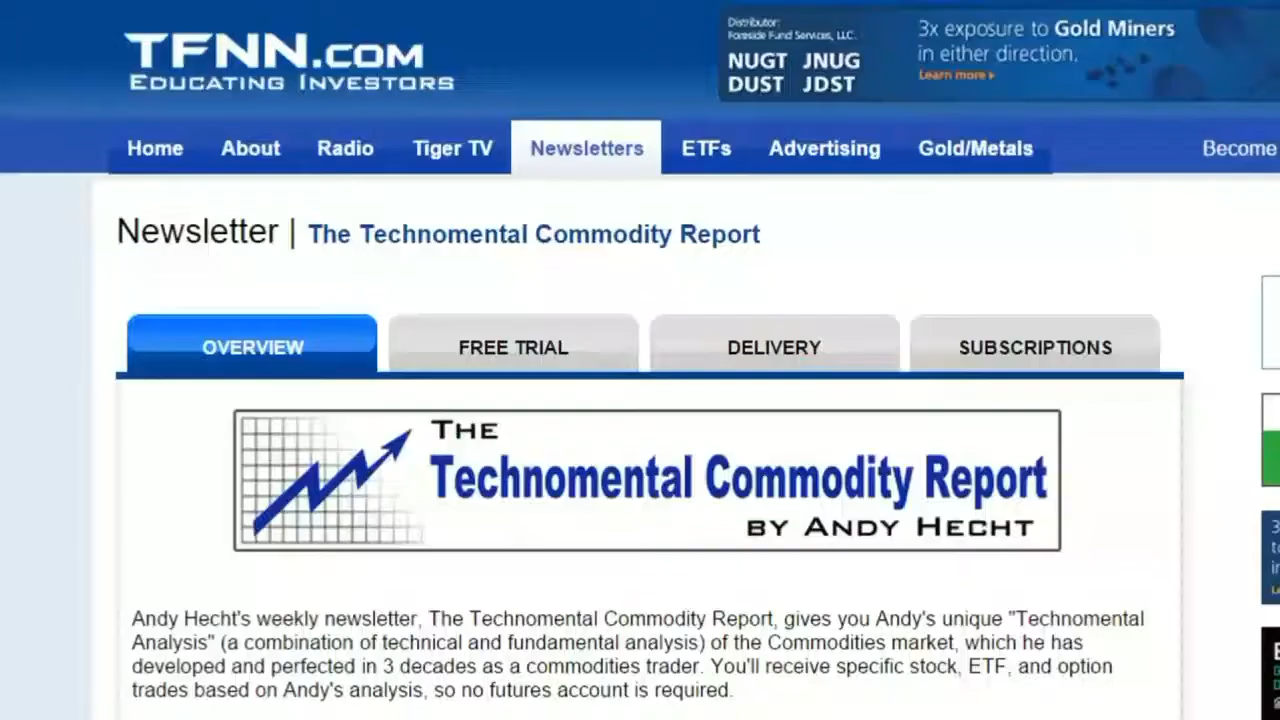 TFNN.COM
EDUCATING INVESTORS
Distributor:
Foreside Fund Services, LLC.
NUGT JNUG
DUST JDST
3x exposure to Gold Miners
in either direction.
Learn more
Home About Radio Tiger TV Newsletters ETFs Advertising Gold/Metals Become
Newsletter | The Technomental Commodity Report
OVERVIEW FREE TRIAL DELIVERY SUBSCRIPTIONS
THE
Technomental Commodity Report
BY ANDY HECHT
Andy Hecht's weekly newsletter, The Technomental Commodity Report, gives you Andy's unique "Technomental
Analysis" (a combination of technical and fundamental analysis) of the Commodities market, which he has
developed and perfected in 3 decades as a commodities trader. You'll receive specific stock, ETF, and option
trades based on Andy's analysis, so no futures account is required.